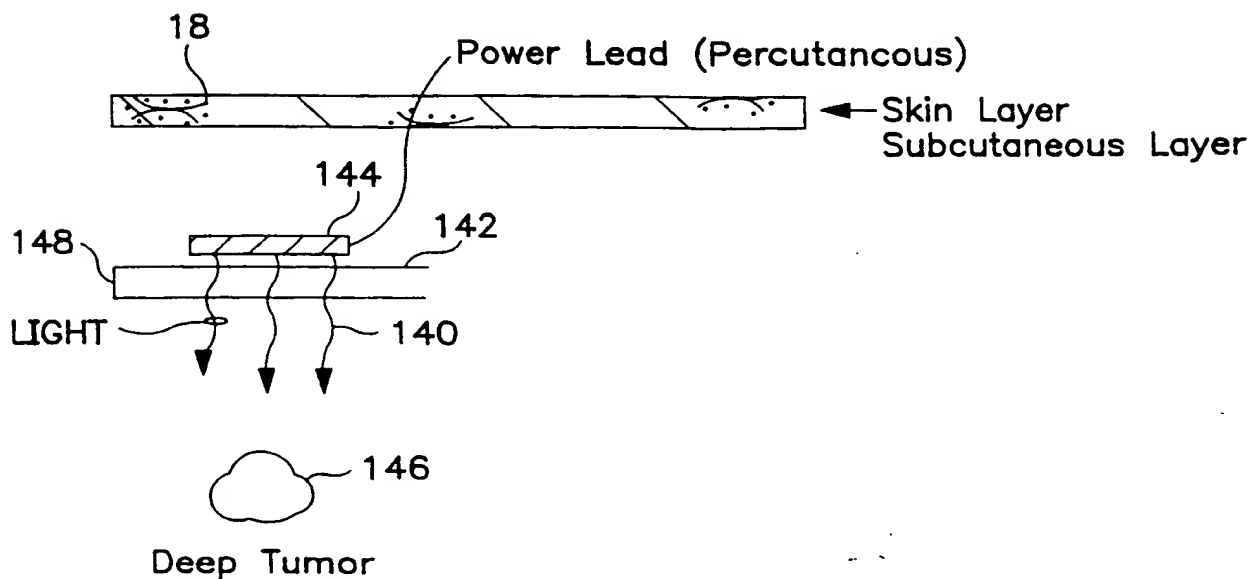 18
Power Lead (Percutancous)
Skin Layer
Subcutaneous Layer
144
142
148
LIGHT
140
146
Deep Tumor